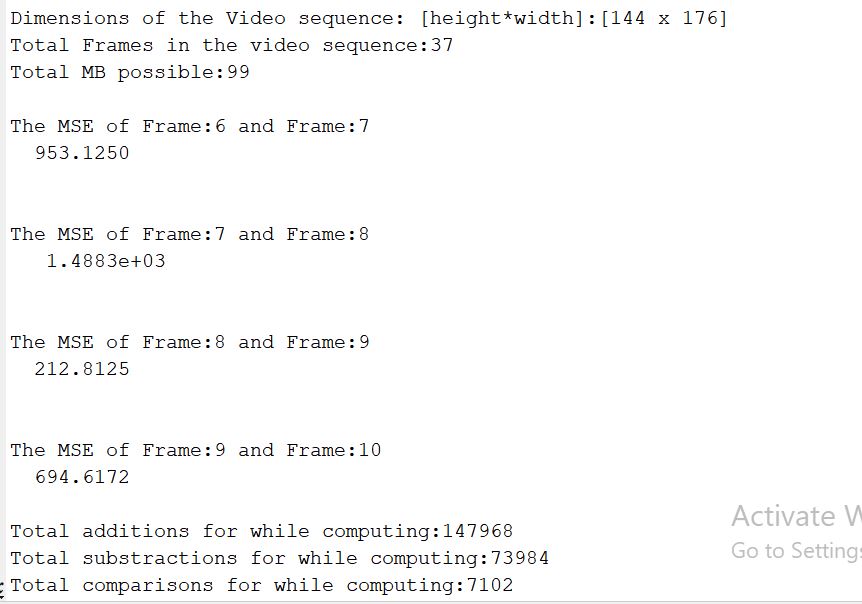 Dimensions of the Video sequence: [height*width]:[144 x 176]
Total Frames in the video sequence:37
Total MB possible:99
The MSE of Frame:6 and Frame:7
953.1250
The MSE of Frame:7 and Frame:8
1.4883e+03
The MSE of Frame:8 and Frame:9
212.8125
The MSE of Frame:9 and Frame:10
694.6172
Total additions for while computing:147968
Activate W
Total substractions for while computing:73984
Go to Settings
Total comparisons for while computing:7102